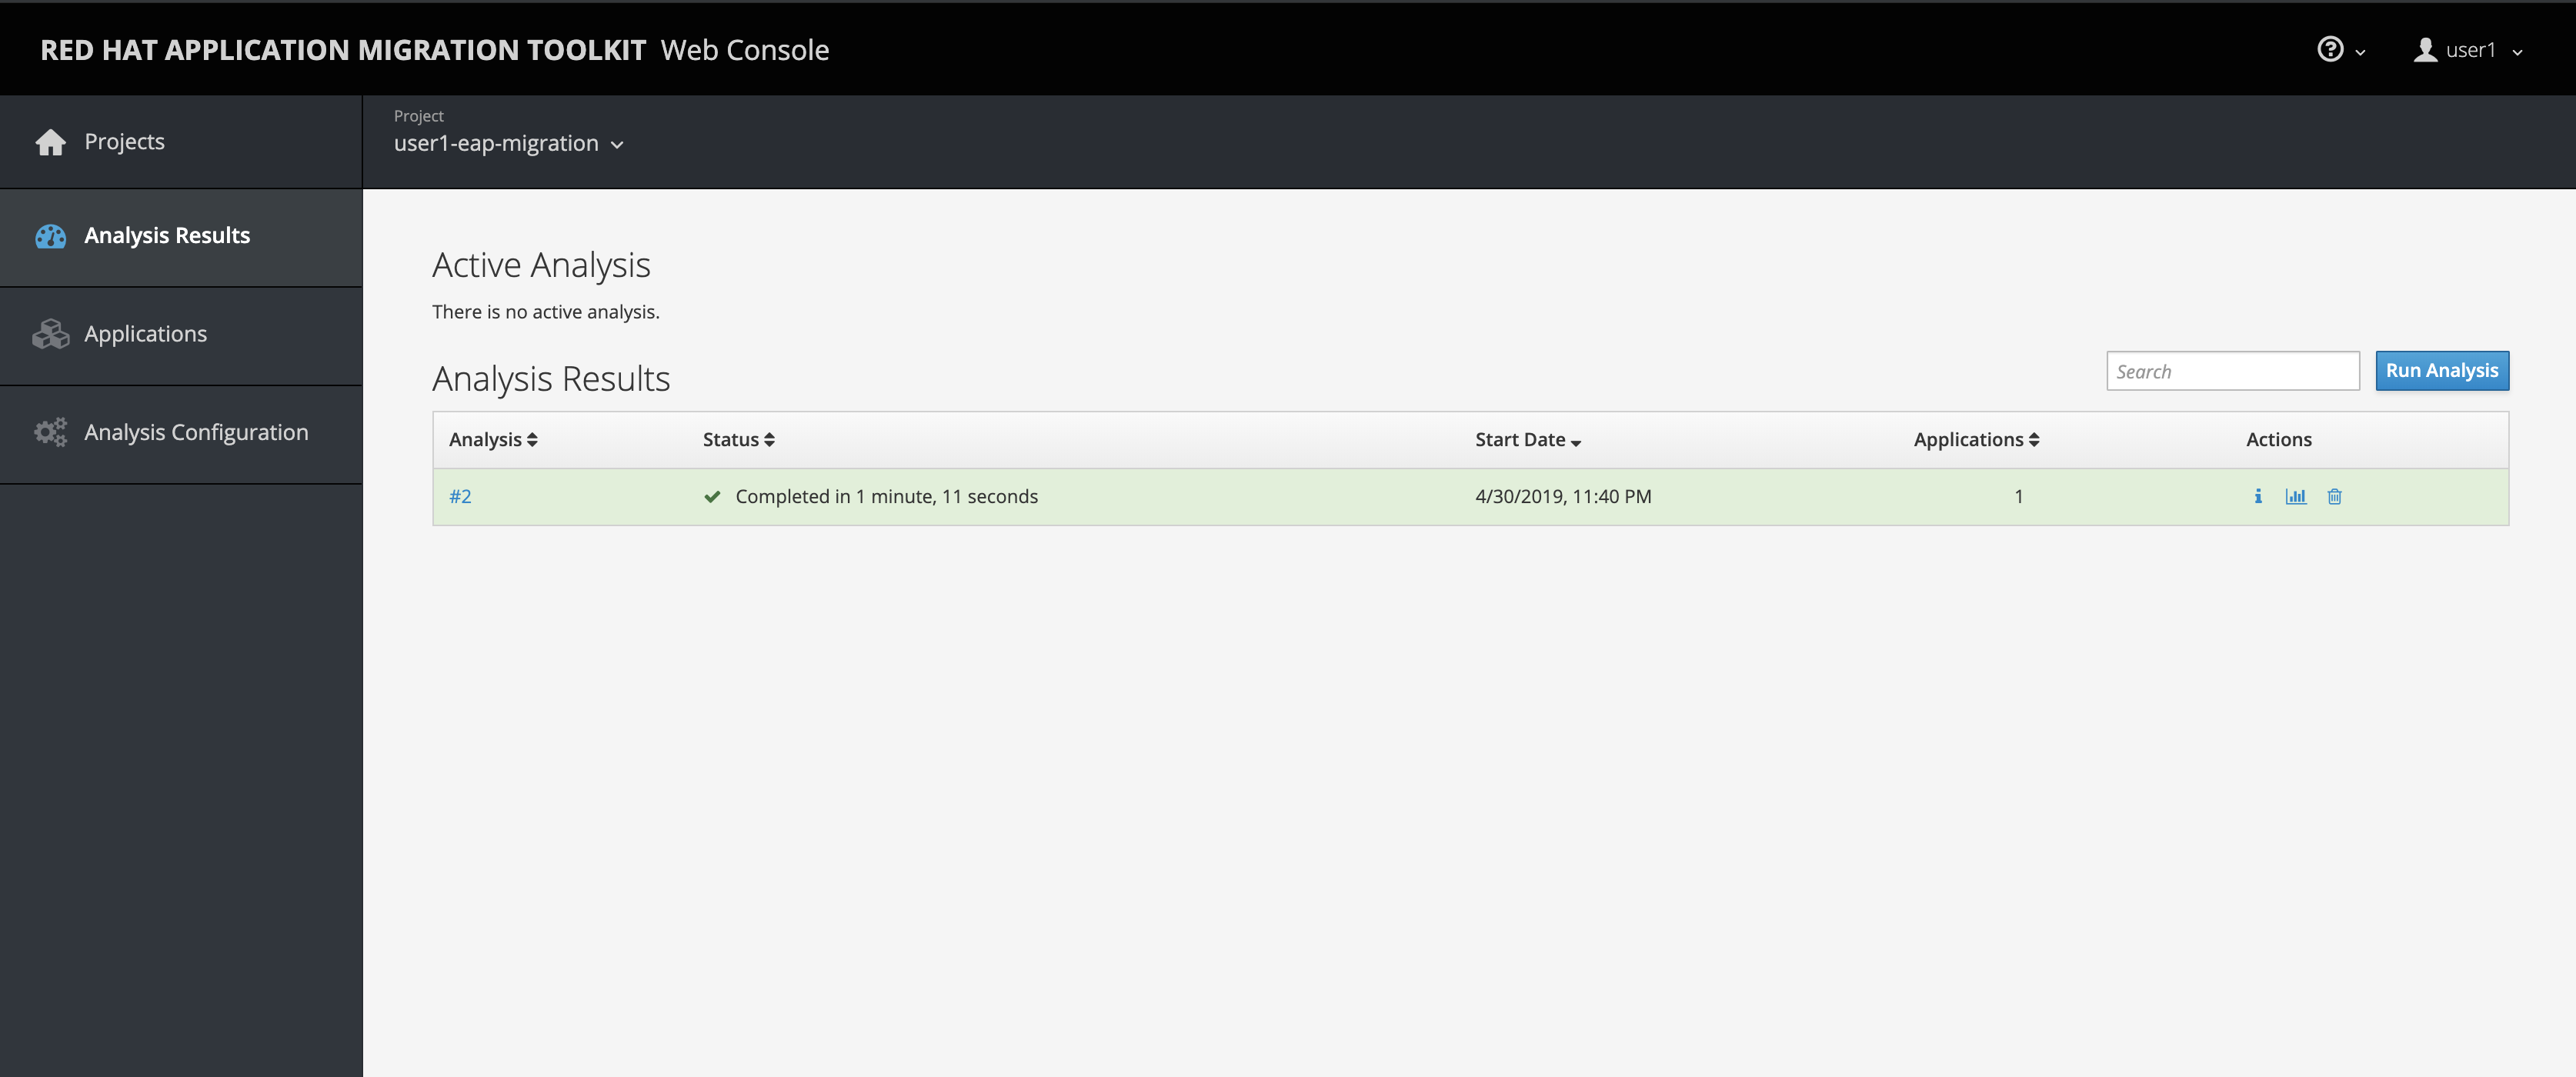 RED HAT APPLICATION MIGRATION TOOLKIT Web Console
user1
Projects
Project
user1-eap-migration
Analysis Results
Applications
Analysis Configuration
Active Analysis
There is no active analysis.
Analysis Results
Search
Run Analysis
Analysis Status Start Date Applications Actions
#2 Completed in 1 minute, 11 seconds 4/30/2019, 11:40 PM 1